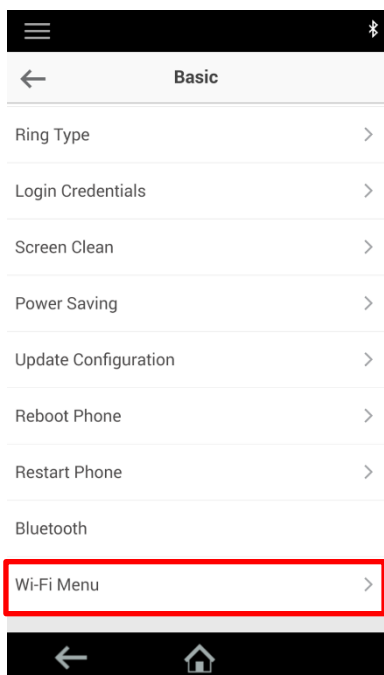 Basic
Ring Type
Login Credentials
Screen Clean
Power Saving
Update Configuration
Reboot Phone
Restart Phone
Bluetooth
Wi-Fi Menu